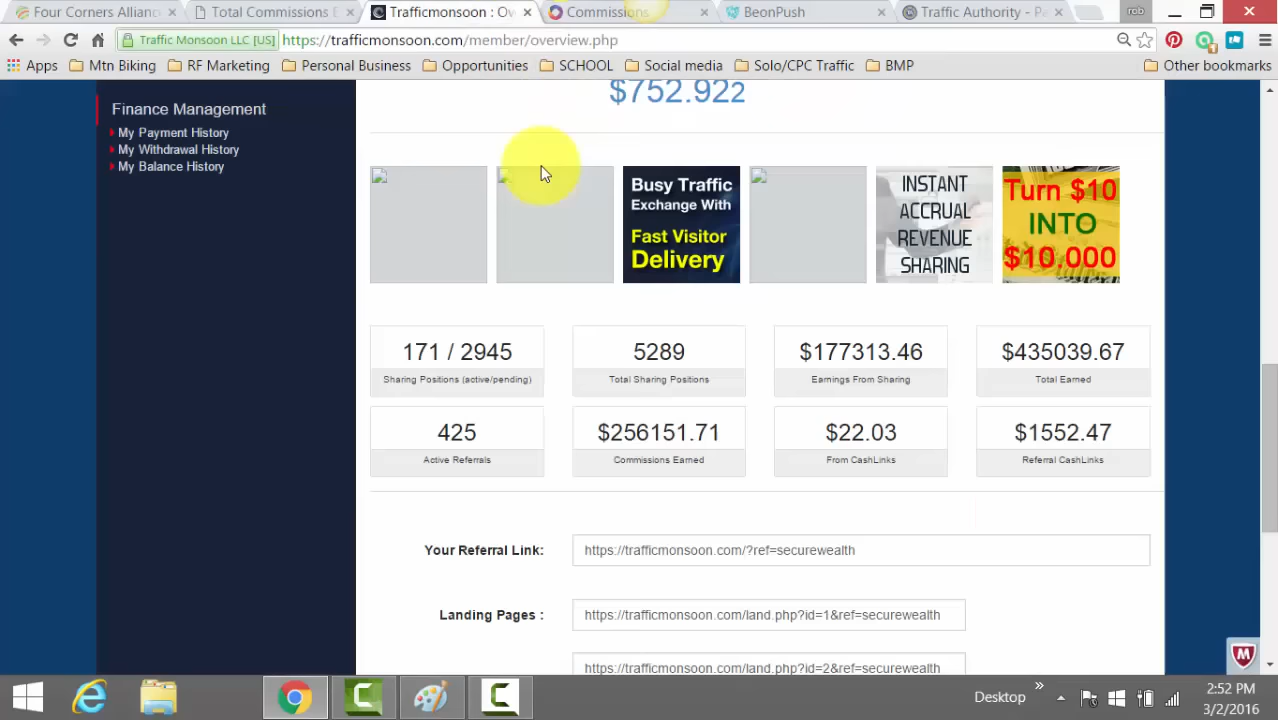 Four Corners Alliance
Total Commissions E
Trafficmonsoon : Ov
Commissions
BeonPush
Traffic Authority - Pe
rob
Traffic Monsoon LLC [US]
https://trafficmonsoon.com/member/overview.php
Apps
Mtn Biking
RF Marketing
Personal Business
Opportunities
SCHOOL
Social media
Solo/CPC Traffic
BMP
Other bookmarks
Finance Management
My Payment History
My Withdrawal History
My Balance History
$752.922
Busy Traffic
Exchange With
Fast Visitor
Delivery
INSTANT
ACCRUAL
REVENUE
SHARING
Turn $10
INTO
$10.000
171 / 2945
Sharing Positions (active/pending)
5289
Total Sharing Positions
$177313.46
Earnings From Sharing
$435039.67
Total Earned
425
Active Referrals
$256151.71
Commissions Earned
$22.03
From CashLinks
$1552.47
Referral CashLinks
Your Referral Link:
https://trafficmonsoon.com/?ref=securewealth
Landing Pages :
https://trafficmonsoon.com/land.php?id=1&ref=securewealth
https://trafficmonsoon.com/land.php?id=2&ref=securewealth
Desktop
2:52 PM
3/2/2016